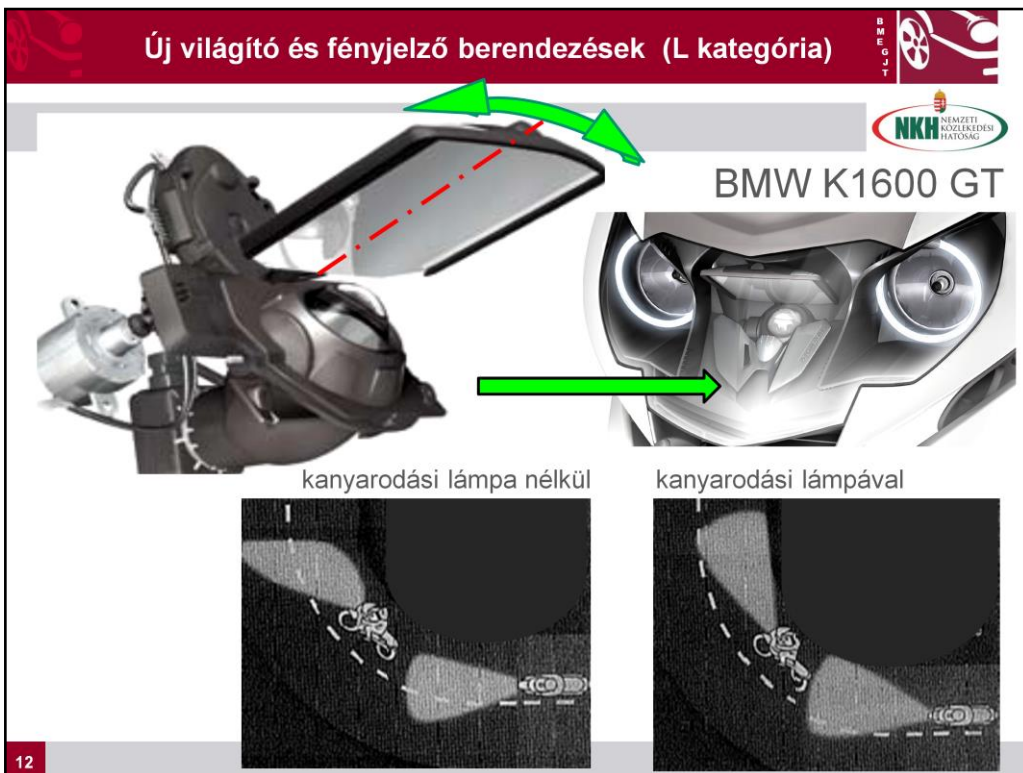 Új világító és fényjelző berendezések (L kategória)
BMEGJT
NKH NEMZETI
KÖZLEKEDÉSI
HATÓSÁG
BMW K1600 GT
kanyarodási lámpa nélkül
kanyarodási lámpával
12